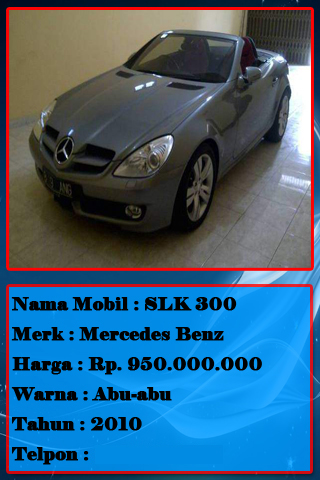 Nama Mobil : SLK 300
Merk : Mercedes Benz
Harga : Rp. 950.000.000
Warna : Abu-abu
Tahun : 2010
Telpon :